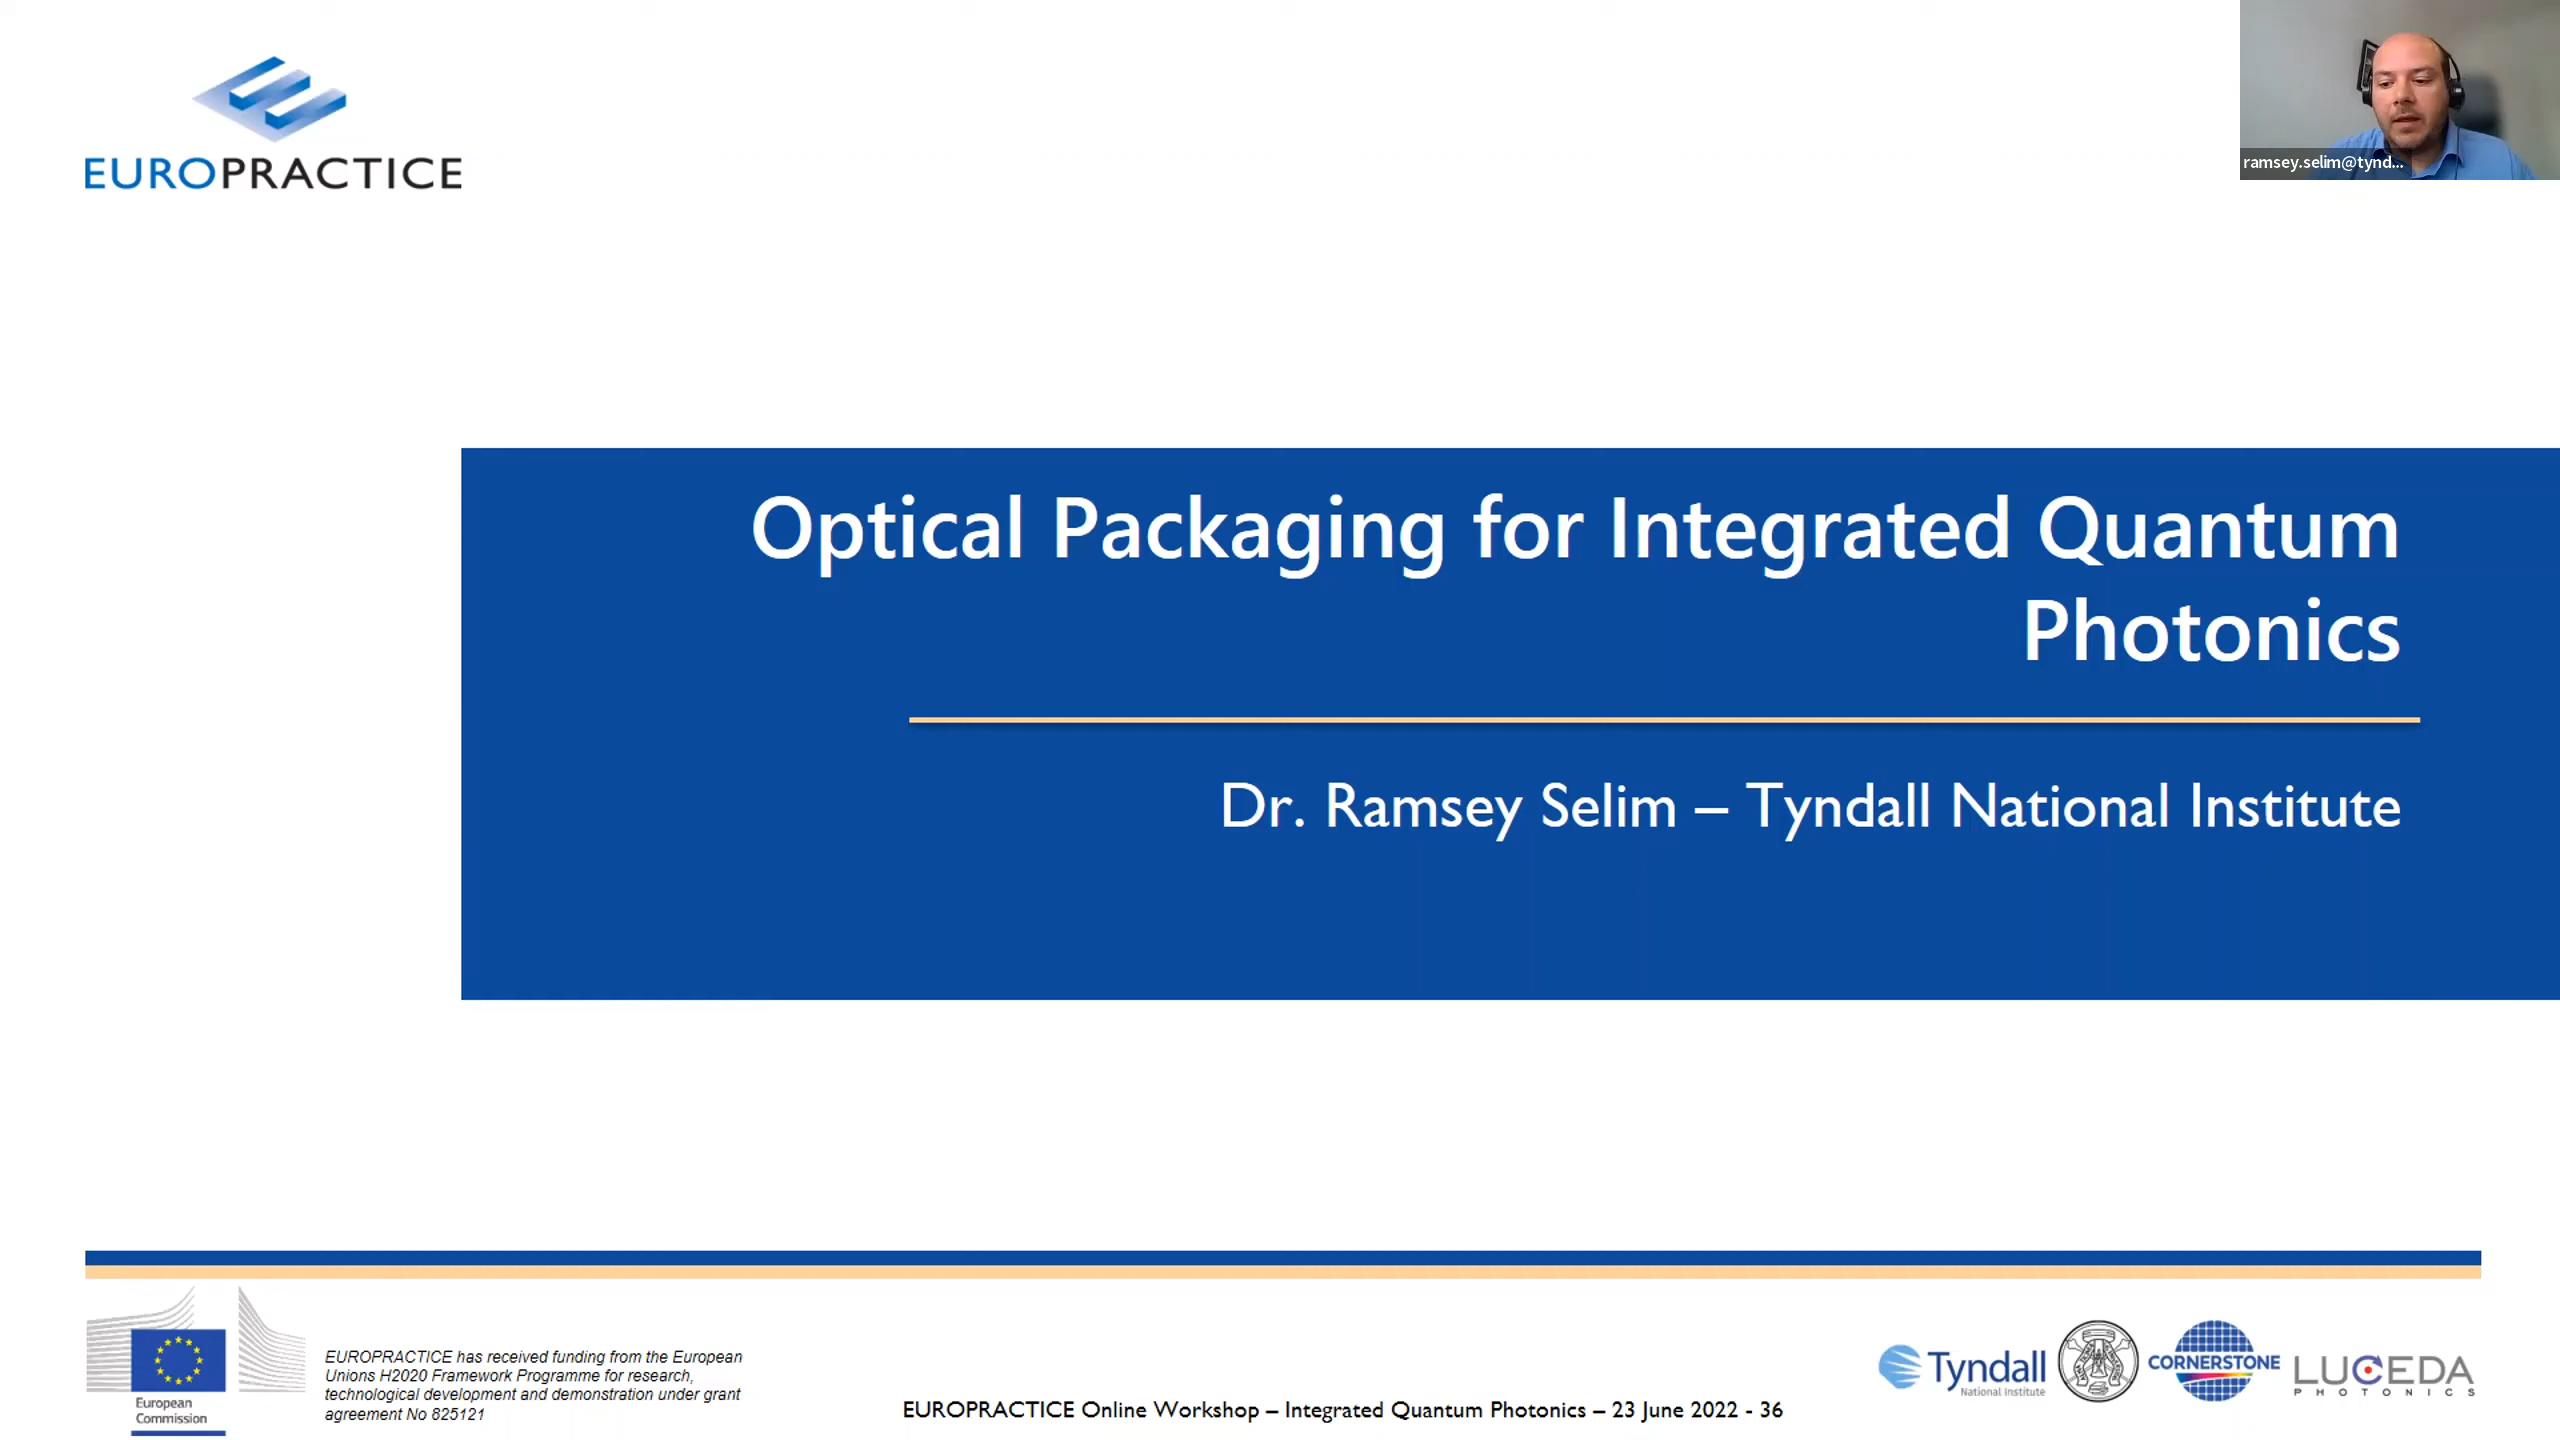 EUROPRACTICE
ramsey.selim@tynd...
Optical Packaging for Integrated Quantum
Photonics
Dr. Ramsey Selim – Tyndall National Institute
European
Commission
EUROPRACTICE has received funding from the European
Unions H2020 Framework Programme for research,
technological development and demonstration under grant
agreement No 825121
EUROPRACTICE Online Workshop – Integrated Quantum Photonics – 23 June 2022 - 36
Tyndall
National Institute
CORNERSTONE
LUCEDA
PHOTONICS